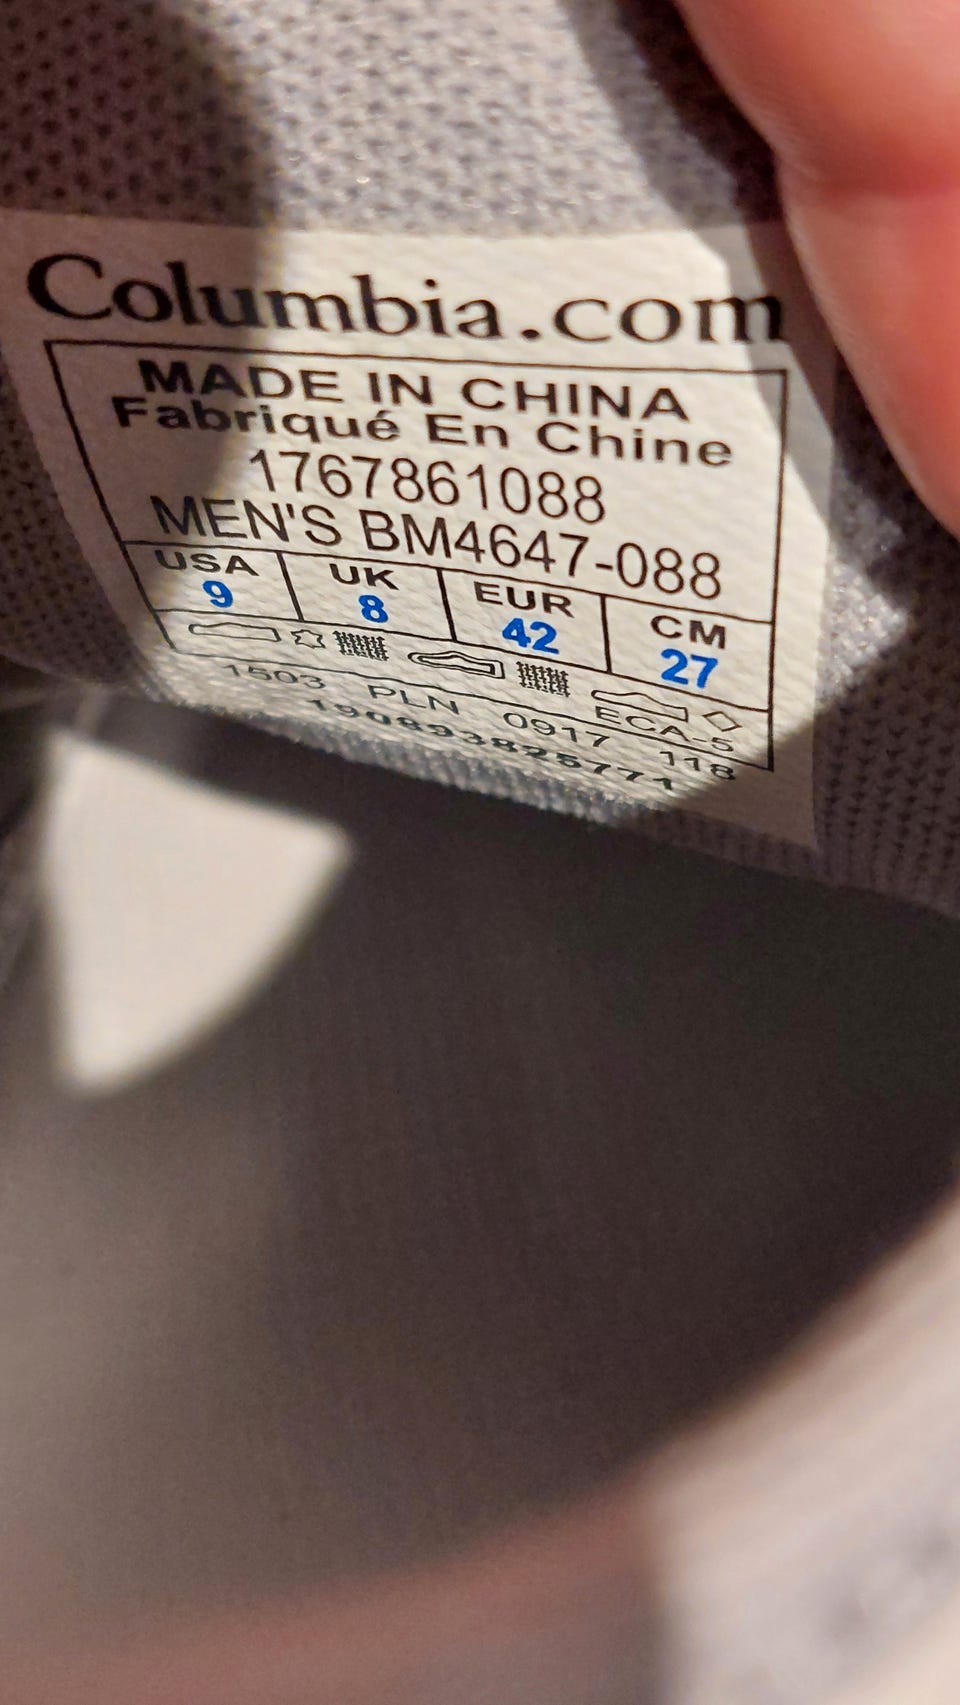 Columbia.com
MADE IN CHINA
Fabriqué En Chine
1767861088
MEN'S BM4647-088
USA UK EUR CM
9 8 42 27
ECA-5
1503 PLN 0917 118
190893825771